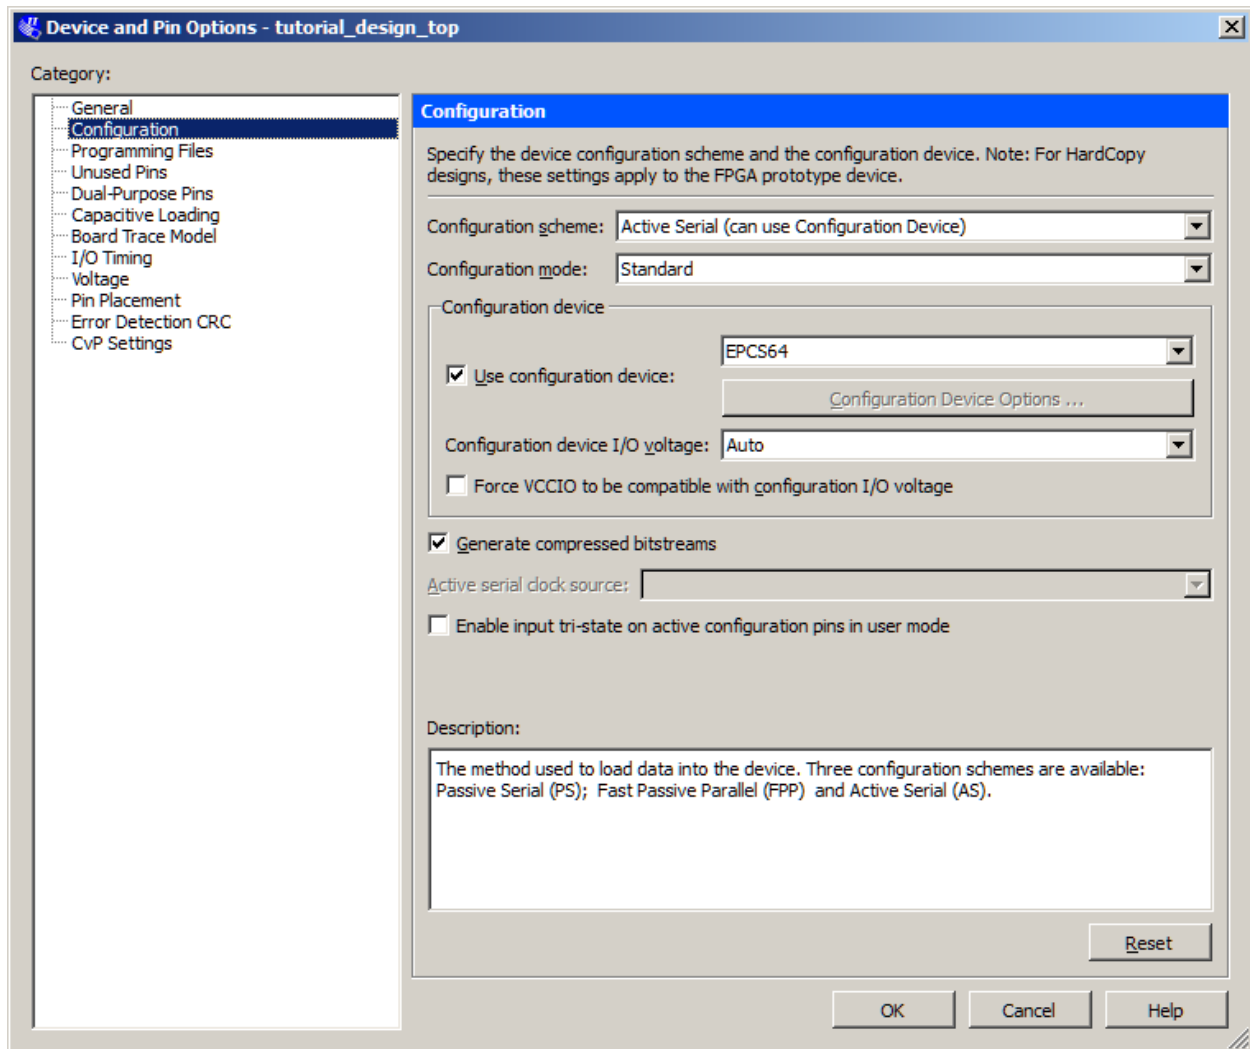 Device and Pin Options - tutorial_design_top
Category:
General
Configuration
Programming Files
Unused Pins
Dual-Purpose Pins
Capacitive Loading
Board Trace Model
I/O Timing
Voltage
Pin Placement
Error Detection CRC
CvP Settings
Configuration
Specify the device configuration scheme and the configuration device. Note: For HardCopy
designs, these settings apply to the FPGA prototype device.
Configuration scheme: Active Serial (can use Configuration Device)
Configuration mode: Standard
Configuration device
EPCS64
Use configuration device:
Configuration Device Options ...
Configuration device I/O voltage: Auto
Force VCCIO to be compatible with configuration I/O voltage
Generate compressed bitstreams
Active serial clock source:
Enable input tri-state on active configuration pins in user mode
Description:
The method used to load data into the device. Three configuration schemes are available:
Passive Serial (PS);  Fast Passive Parallel (FPP)  and Active Serial (AS).
Reset
OK Cancel Help